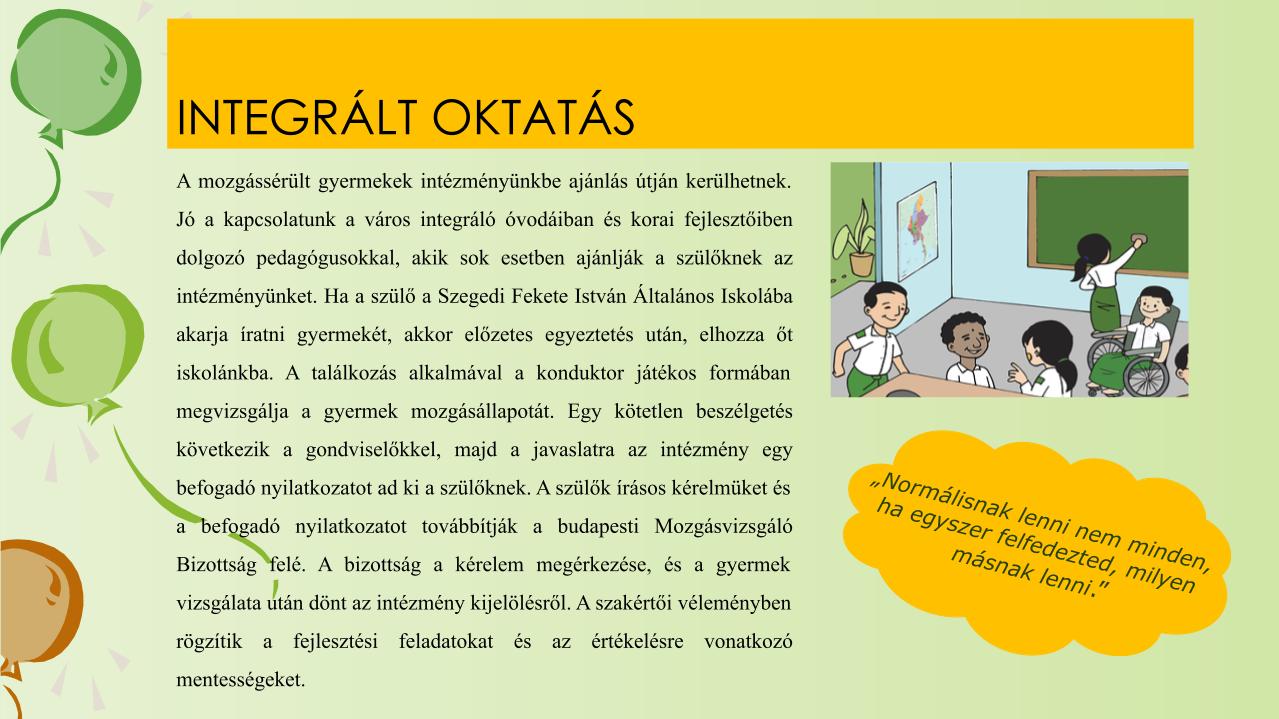 INTEGRÁLT OKTATÁS
A mozgássérült gyermekek intézményünkbe ajánlás útján kerülhetnek.
Jó a kapcsolatunk a város integráló óvodáiban és korai fejlesztőiben
dolgozó pedagógusokkal, akik sok esetben ajánlják a szülőknek az
intézményünket. Ha a szülő a Szegedi Fekete István Általános Iskolába
akarja íratni gyermekét, akkor előzetes egyeztetés után, elhozza őt
iskolánkba. A találkozás alkalmával a konduktor játékos formában
megvizsgálja a gyermek mozgásállapotát. Egy kötetlen beszélgetés
következik a gondviselőkkel, majd a javaslatra az intézmény egy
befogadó nyilatkozatot ad ki a szülőknek. A szülők írásos kérelmüket és
a befogadó nyilatkozatot továbbítják a budapesti Mozgásvizsgáló
Bizottság felé. A bizottság a kérelem megérkezése, és a gyermek
vizsgálata után dönt az intézmény kijelölésről. A szakértői véleményben
rögzítik a fejlesztési feladatokat és az értékelésre vonatkozó
mentességeket.
„Normálisnak lenni nem minden,
ha egyszer felfedezted, milyen
másnak lenni.”